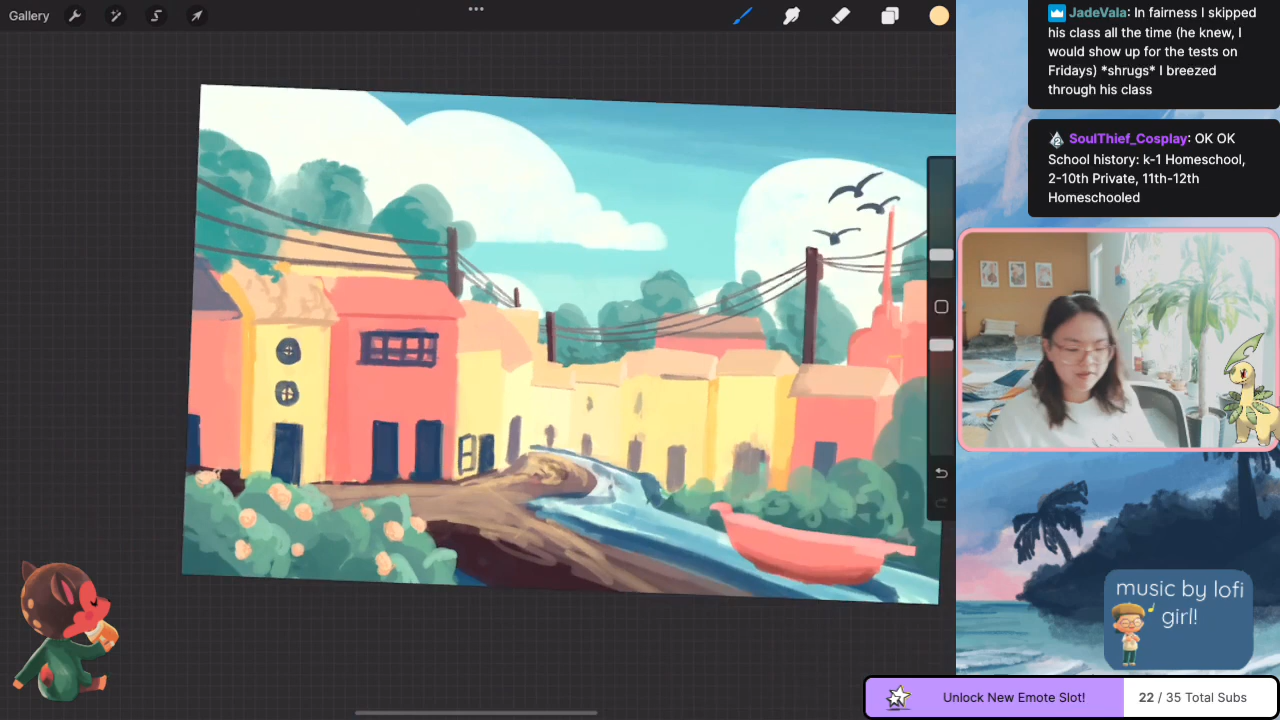 Gallery
JadeVala: In fairness I skipped
his class all the time (he knew, I
would show up for the tests on
Fridays) *shrugs* I breezed
through his class
SoulThief_Cosplay: OK OK
School history: k-1 Homeschool,
2-10th Private, 11th-12th
Homeschooled
music by lofi
girl!
Unlock New Emote Slot!
22 / 35 Total Subs